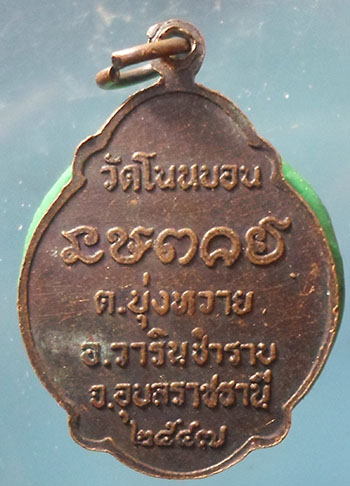 วัดโนนบอน
ต.บุ่งหวาย
อ.วารินชำราบ
จ.อุบลราชธานี
๒๕๔๗